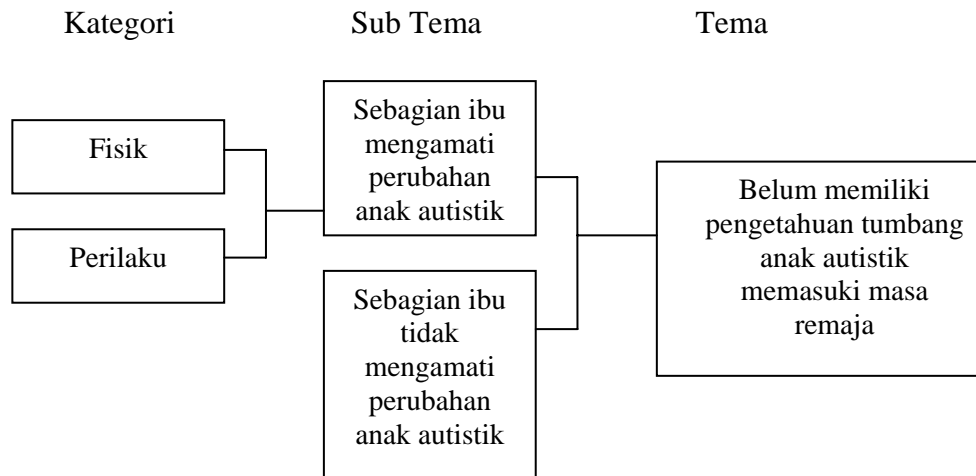 Kategori
Sub Tema
Tema
Fisik
Perilaku
Sebagian ibu
mengamati
perubahan
anak autistik
Sebagian ibu
tidak
mengamati
perubahan
anak autistik
Belum memiliki
pengetahuan tumbang
anak autistik
memasuki masa
remaja